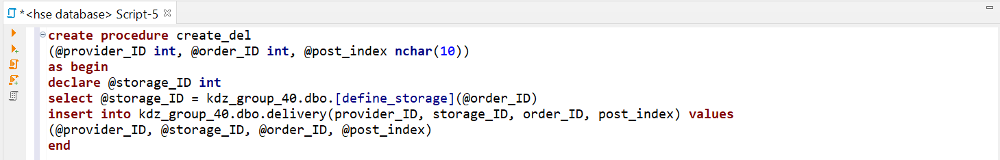 *<hse database> Script-5
create procedure create_del
(@provider_ID int, @order_ID int, @post_index nchar(10))
as begin
declare @storage_ID int
select @storage_ID = kdz_group_40.dbo.[define_storage](@order_ID)
insert into kdz_group_40.dbo.delivery(provider_ID, storage_ID, order_ID, post_index) values
(@provider_ID, @storage_ID, @order_ID, @post_index)
end